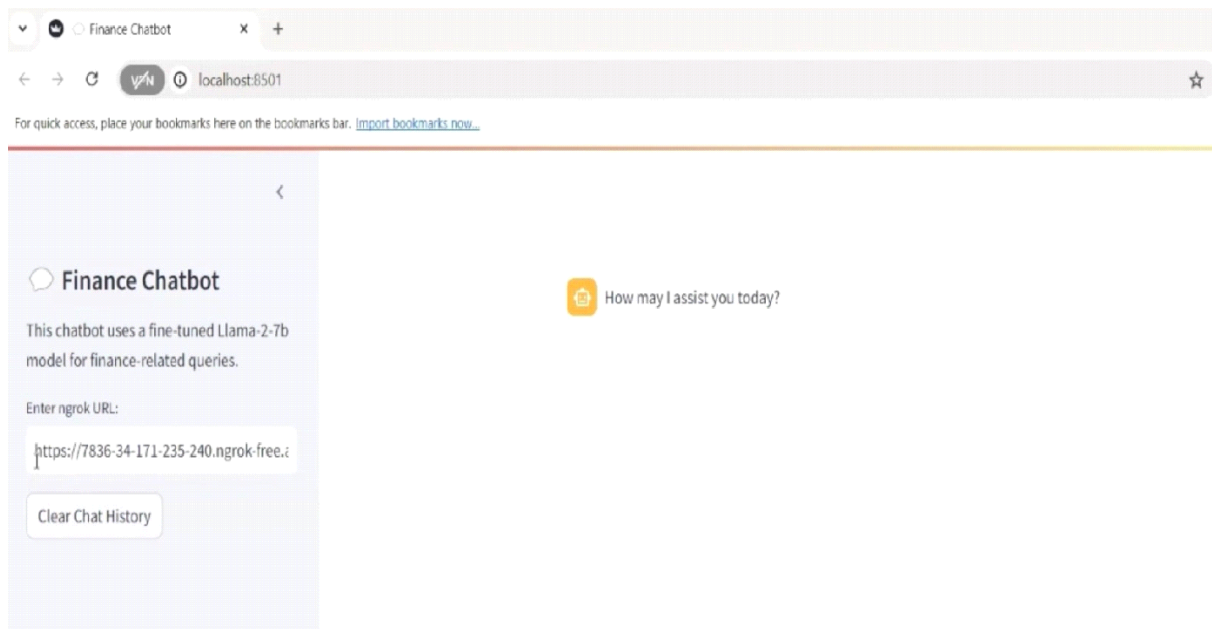 Finance Chatbot
VPN
localhost:8501
For quick access, place your bookmarks here on the bookmarks bar. Import bookmarks now...
Finance Chatbot
This chatbot uses a fine-tuned Llama-2-7b
model for finance-related queries.
Enter ngrok URL:
https://7836-34-171-235-240.ngrok-free.a
Clear Chat History
How may I assist you today?